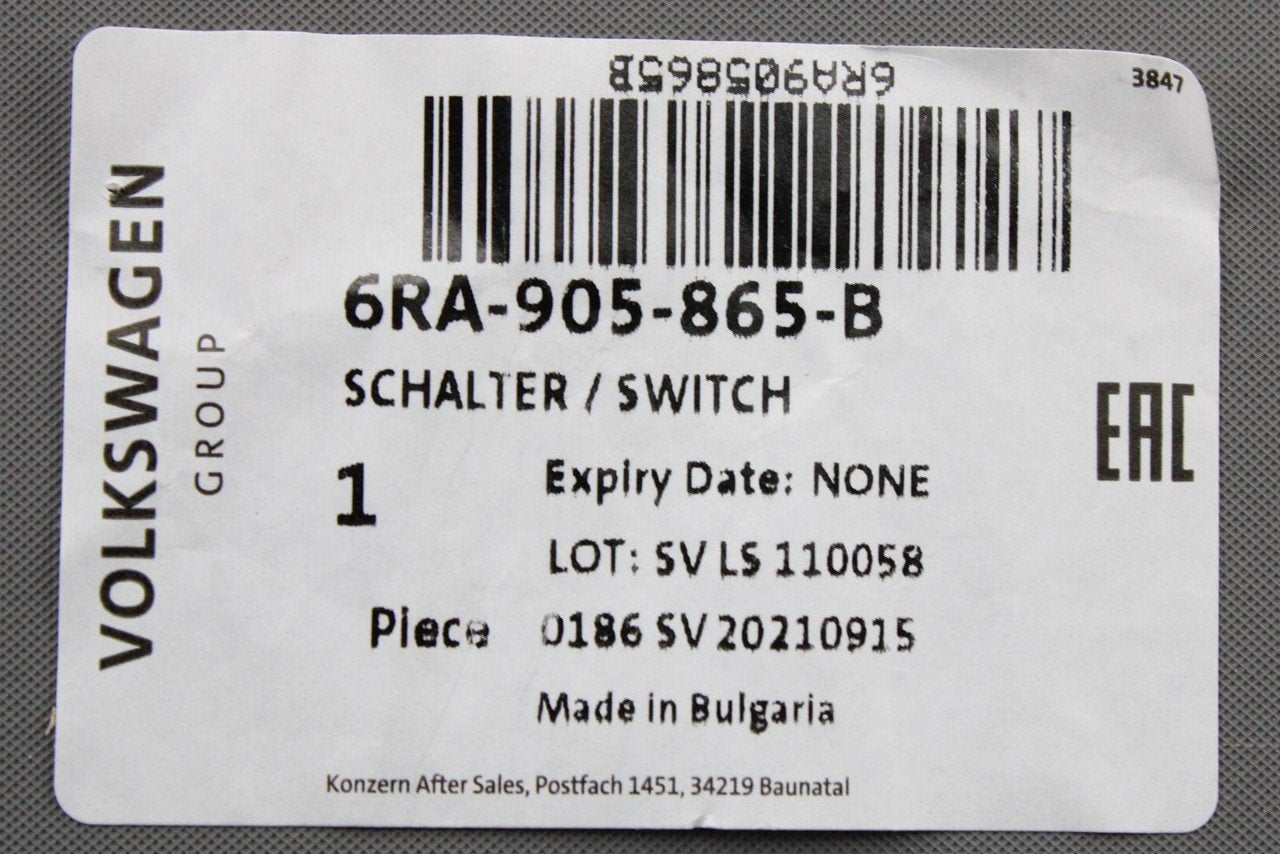 6RA905865B
3847
VOLKSWAGEN
GROUP
6RA-905-865-B
SCHALTER / SWITCH
EAC
1
Expiry Date: NONE
LOT: SV LS 110058
Piece 0186 SV 20210915
Made in Bulgaria
Konzern After Sales, Postfach 1451, 34219 Baunatal